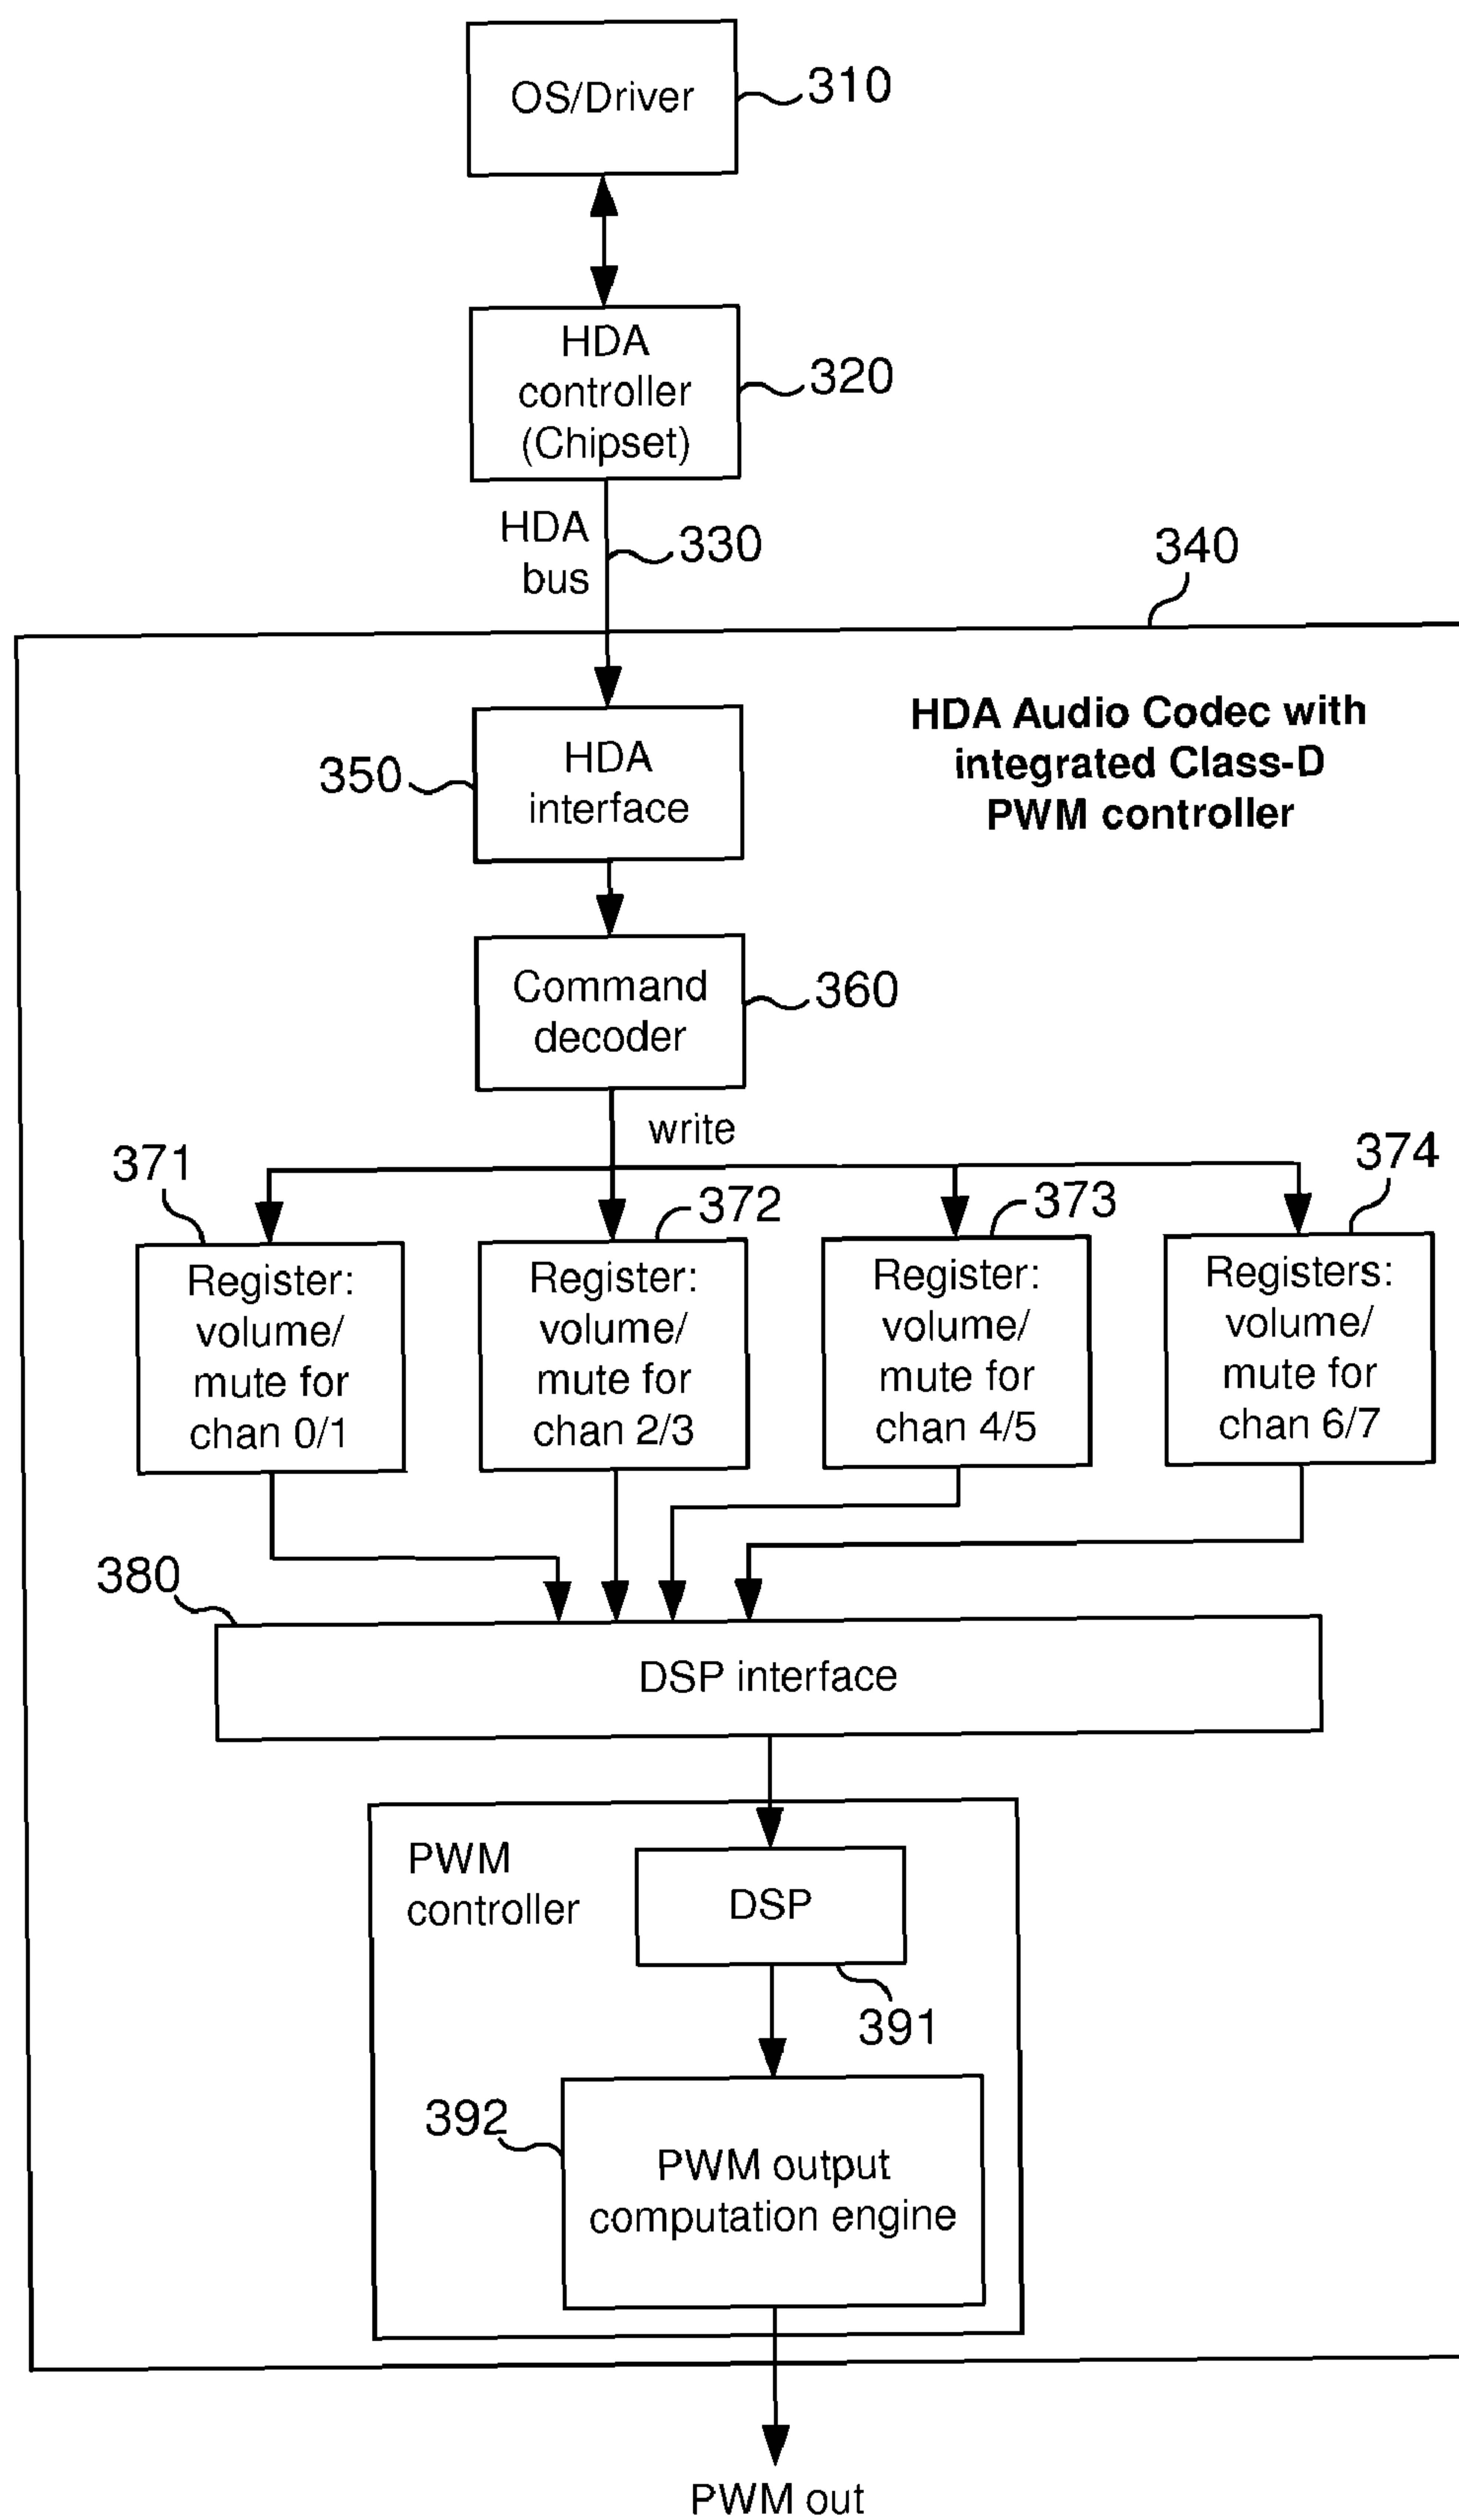 OS/Driver
310
HDA
controller
(Chipset)
320
HDA
bus
330
340
HDA Audio Codec with
integrated Class-D
PWM controller
350
HDA
interface
Command
decoder
360
write
371
372
373
374
Register:
volume/
mute for
chan 0/1
Register:
volume/
mute for
chan 2/3
Register:
volume/
mute for
chan 4/5
Registers:
volume/
mute for
chan 6/7
380
DSP interface
PWM
controller
DSP
391
392
PWM output
computation engine
PWM out